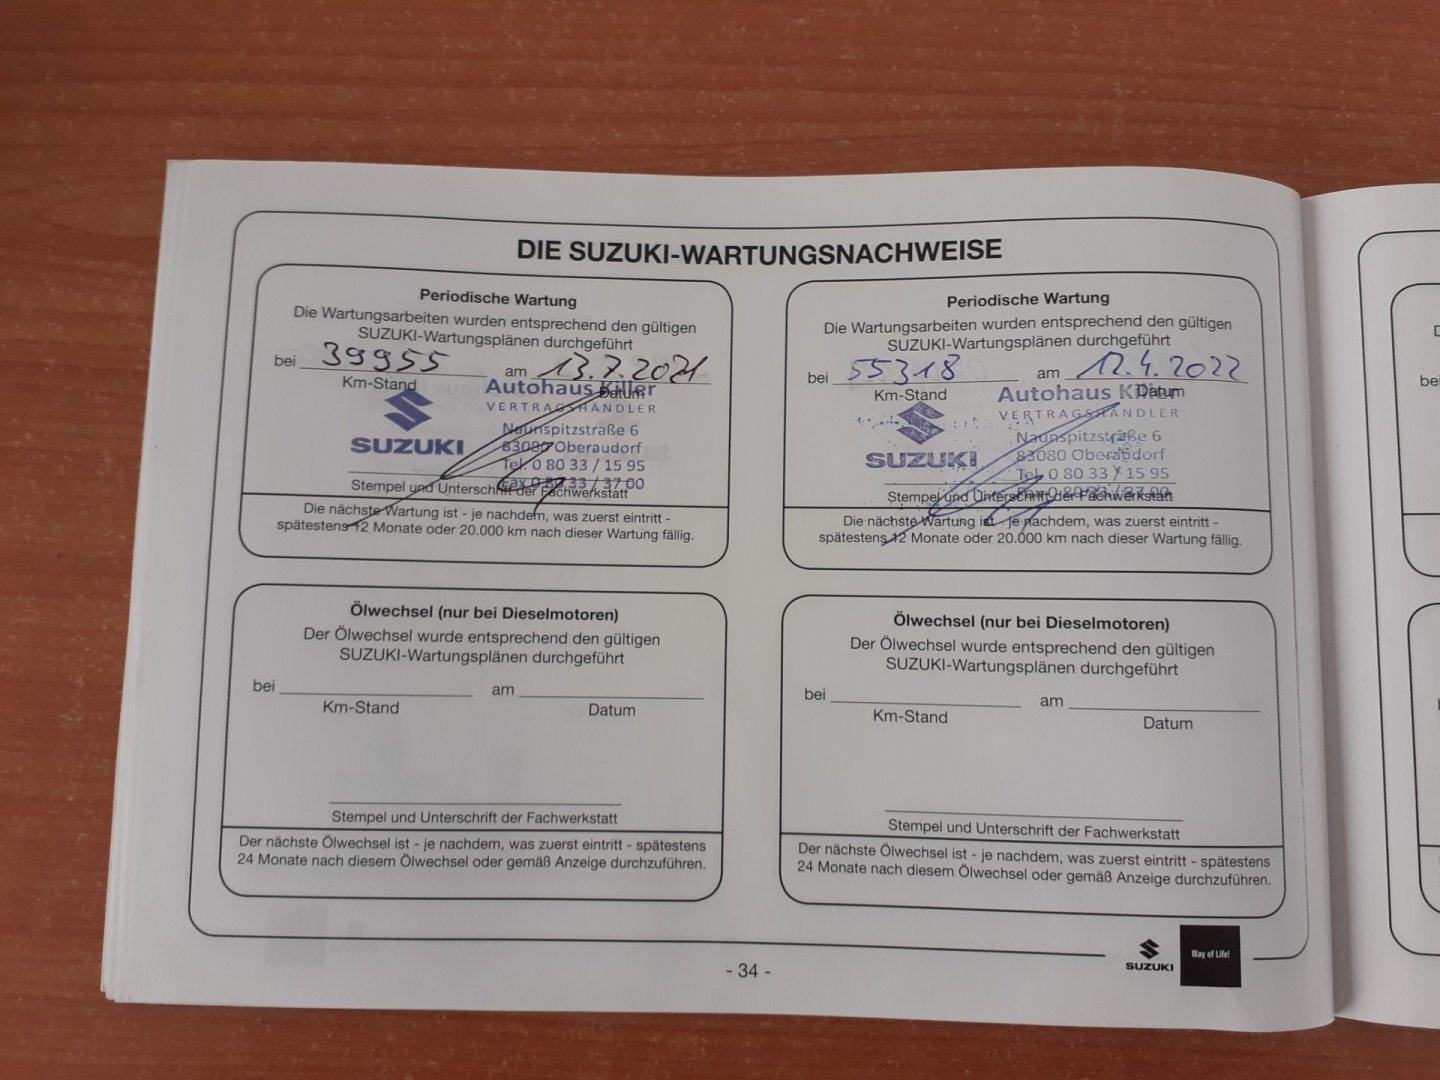 DIE SUZUKI-WARTUNGSNACHWEISE
Periodische Wartung
Die Wartungsarbeiten wurden entsprechend den gültigen
SUZUKI-Wartungsplänen durchgeführt
bei 39955 am 13.7.2021
Km-Stand Datum
Autohaus Killer
VERTRAGSHÄNDLER
Naunspitzstraße 6
SUZUKI 83080 Oberaudorf
Tel. 0 80 33 / 15 95
Fax 0 80 33 / 37 00
Stempel und Unterschrift der Fachwerkstatt
Die nächste Wartung ist - je nachdem, was zuerst eintritt -
spätestens 12 Monate oder 20.000 km nach dieser Wartung fällig.
Periodische Wartung
Die Wartungsarbeiten wurden entsprechend den gültigen
SUZUKI-Wartungsplänen durchgeführt
bei 55318 am 12.4.2022
Km-Stand Datum
Autohaus Killer
VERTRAGSHÄNDLER
Naunspitzstraße 6
SUZUKI 83080 Oberaudorf
Tel. 0 80 33 / 15 95
Fax 0 80 33 / 37 00
Stempel und Unterschrift der Fachwerkstatt
Die nächste Wartung ist - je nachdem, was zuerst eintritt -
spätestens 12 Monate oder 20.000 km nach dieser Wartung fällig.
Ölwechsel (nur bei Dieselmotoren)
Der Ölwechsel wurde entsprechend den gültigen
SUZUKI-Wartungsplänen durchgeführt
bei am
Km-Stand Datum
Stempel und Unterschrift der Fachwerkstatt
Der nächste Ölwechsel ist - je nachdem, was zuerst eintritt - spätestens
24 Monate nach diesem Ölwechsel oder gemäß Anzeige durchzuführen.
Ölwechsel (nur bei Dieselmotoren)
Der Ölwechsel wurde entsprechend den gültigen
SUZUKI-Wartungsplänen durchgeführt
bei am
Km-Stand Datum
Stempel und Unterschrift der Fachwerkstatt
Der nächste Ölwechsel ist - je nachdem, was zuerst eintritt - spätestens
24 Monate nach diesem Ölwechsel oder gemäß Anzeige durchzuführen.
- 34 -
SUZUKI
Way of Life!
bei